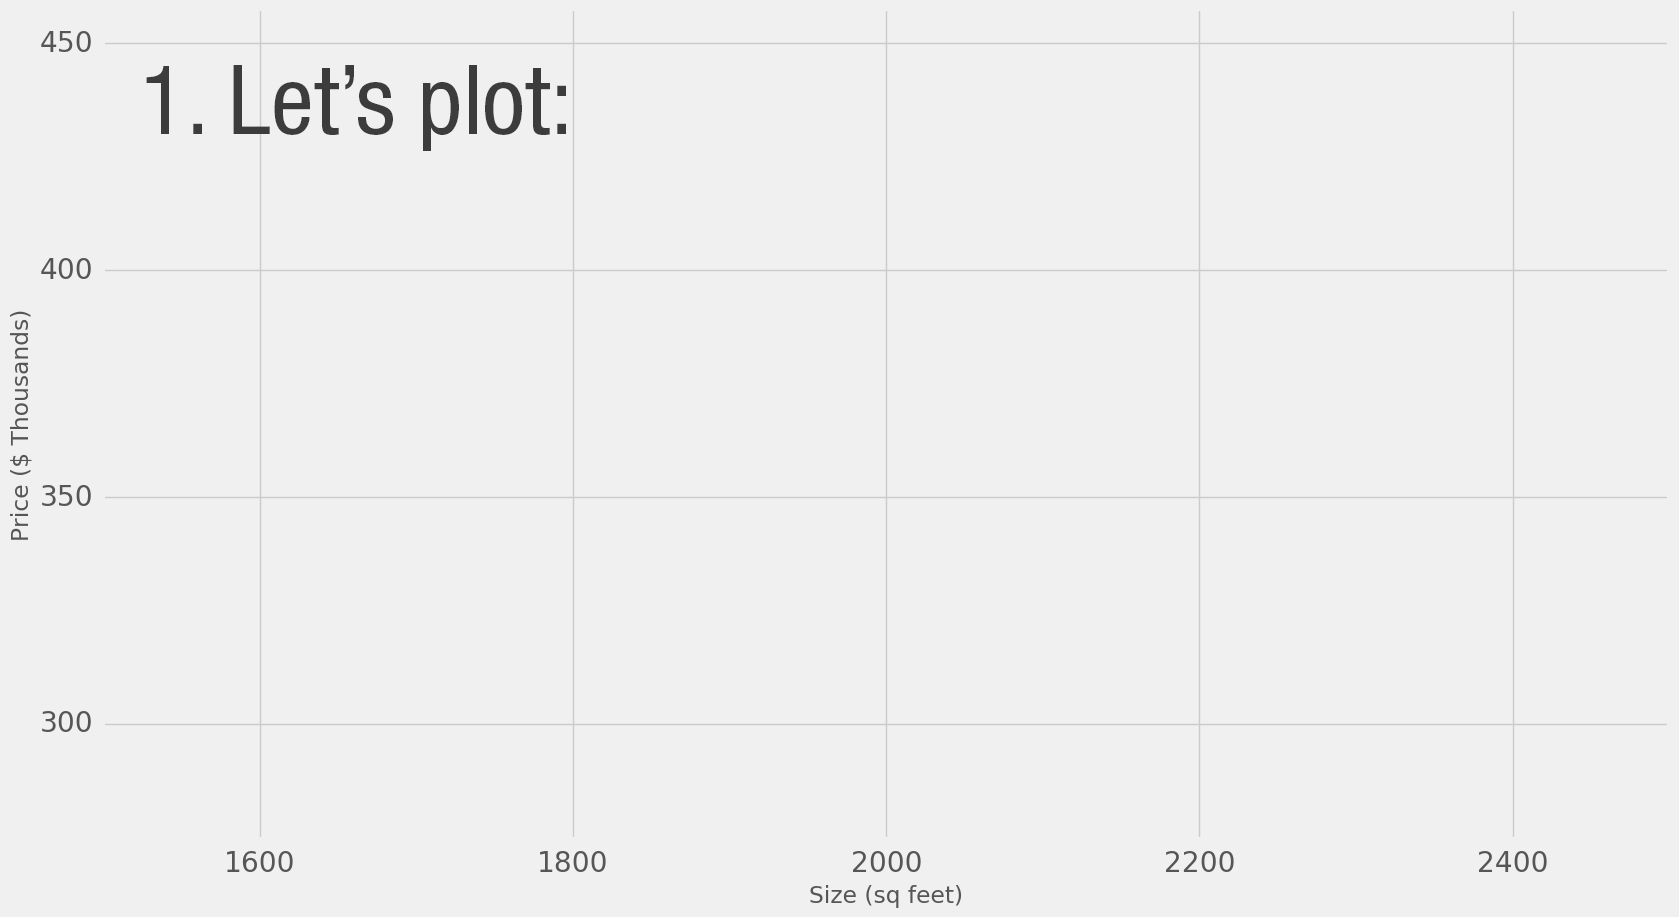 1. Let’s plot:
450
400
350
300
Price ($ Thousands)
1600 1800 2000 2200 2400
Size (sq feet)